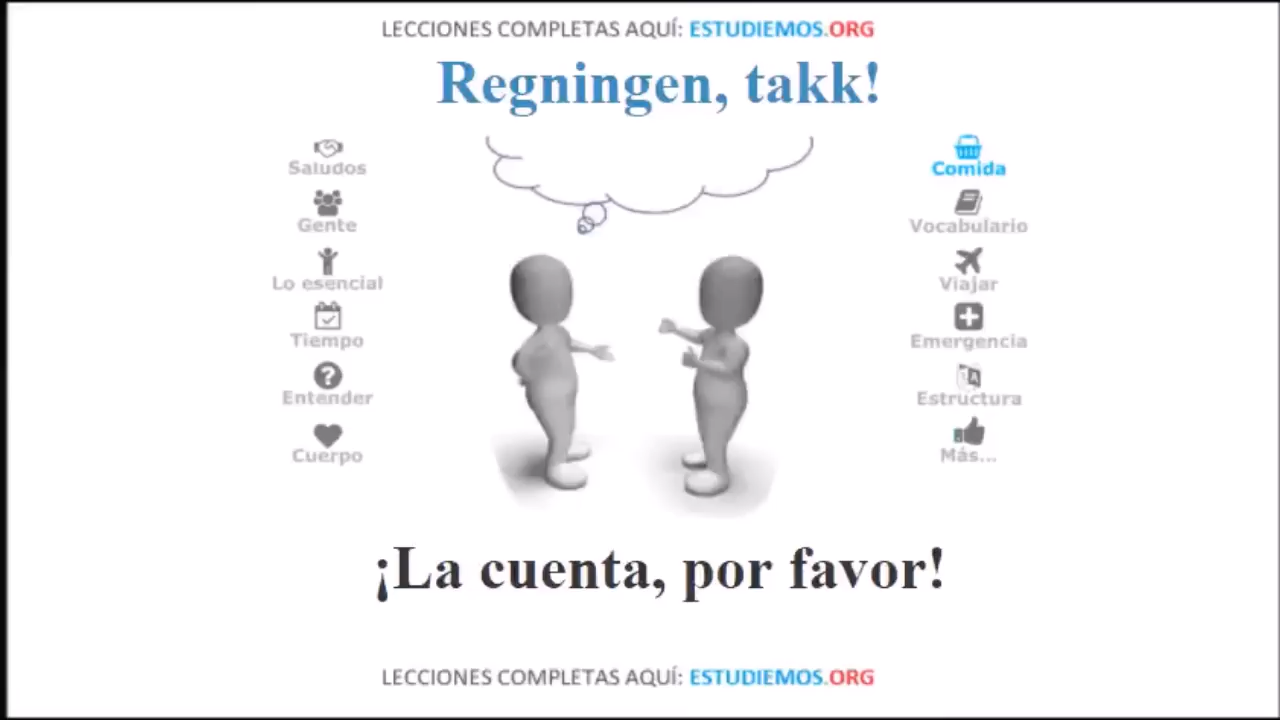 LECCIONES COMPLETAS AQUÍ: ESTUDIEMOS.ORG
Regningen, takk!
Saludos
Gente
Lo esencial
Tiempo
Entender
Cuerpo
Comida
Vocabulario
Viajar
Emergencia
Estructura
Más...
¡La cuenta, por favor!
LECCIONES COMPLETAS AQUÍ: ESTUDIEMOS.ORG